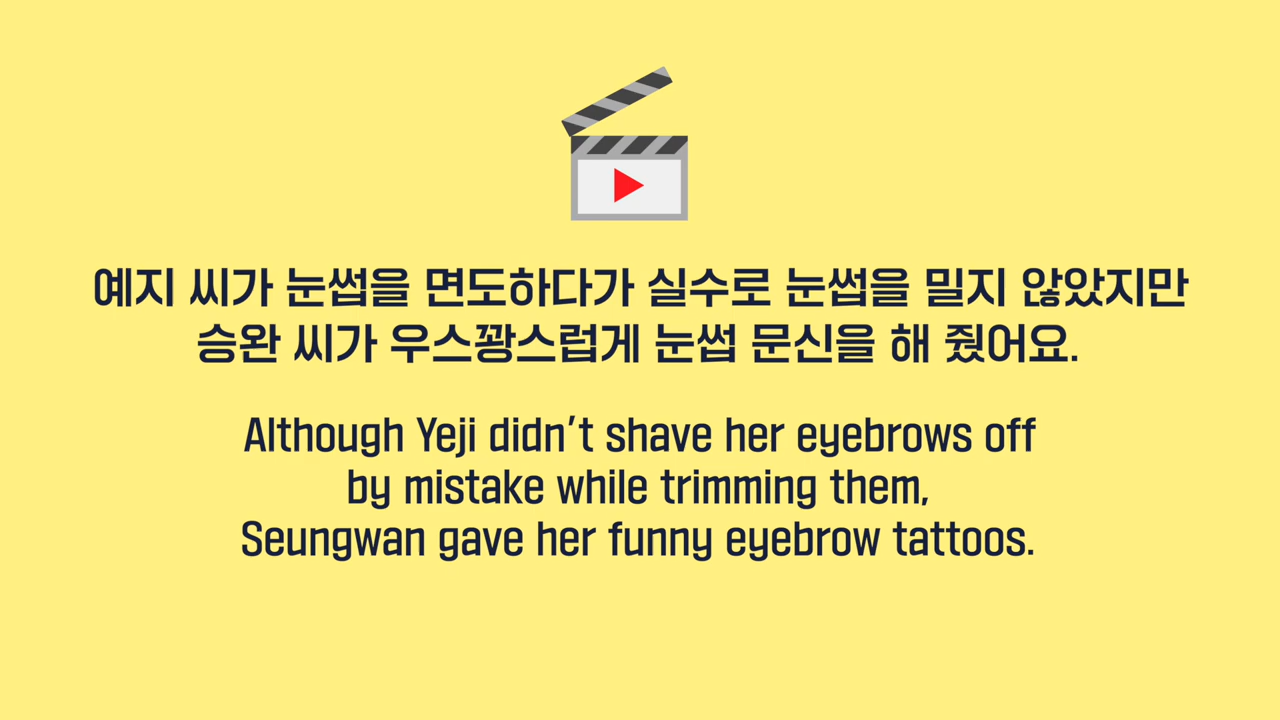 예지 씨가 눈썹을 면도하다가 실수로 눈썹을 밀지 않았지만
승완 씨가 우스꽝스럽게 눈썹 문신을 해 줬어요.
Although Yeji didn't shave her eyebrows off
by mistake while trimming them,
Seungwan gave her funny eyebrow tattoos.